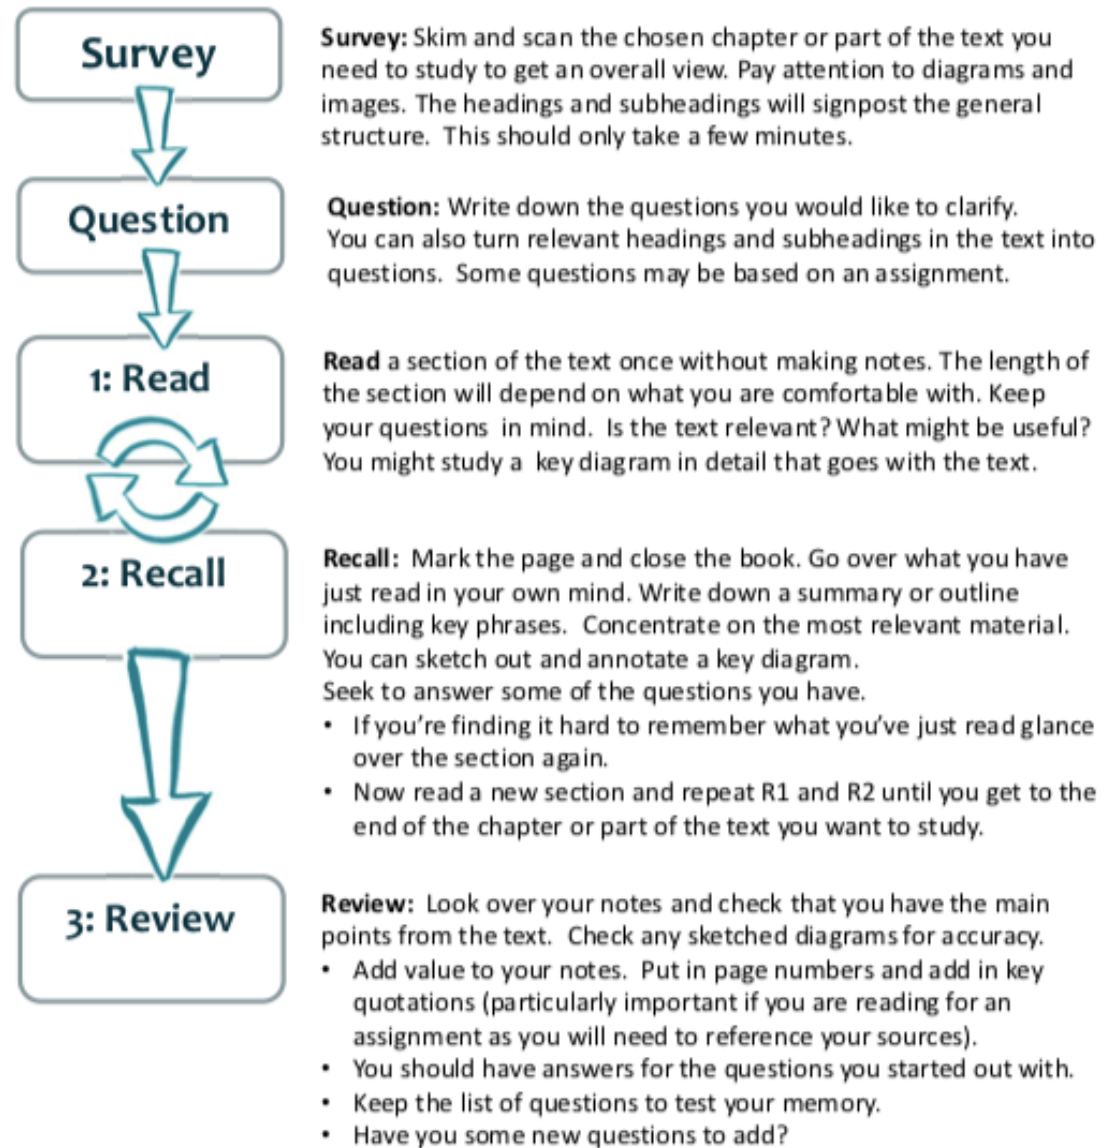 Survey
Survey: Skim and scan the chosen chapter or part of the text you
need to study to get an overall view. Pay attention to diagrams and
images. The headings and subheadings will signpost the general
structure. This should only take a few minutes.
Question
Question: Write down the questions you would like to clarify.
You can also turn relevant headings and subheadings in the text into
questions. Some questions may be based on an assignment.
1: Read
Read a section of the text once without making notes. The length of
the section will depend on what you are comfortable with. Keep
your questions in mind. Is the text relevant? What might be useful?
You might study a key diagram in detail that goes with the text.
2: Recall
Recall: Mark the page and close the book. Go over what you have
just read in your own mind. Write down a summary or outline
including key phrases. Concentrate on the most relevant material.
You can sketch out and annotate a key diagram.
Seek to answer some of the questions you have.
• If you're finding it hard to remember what you've just read glance
over the section again.
• Now read a new section and repeat R1 and R2 until you get to the
end of the chapter or part of the text you want to study.
3: Review
Review: Look over your notes and check that you have the main
points from the text. Check any sketched diagrams for accuracy.
• Add value to your notes. Put in page numbers and add in key
quotations (particularly important if you are reading for an
assignment as you will need to reference your sources).
• You should have answers for the questions you started out with.
• Keep the list of questions to test your memory.
• Have you some new questions to add?